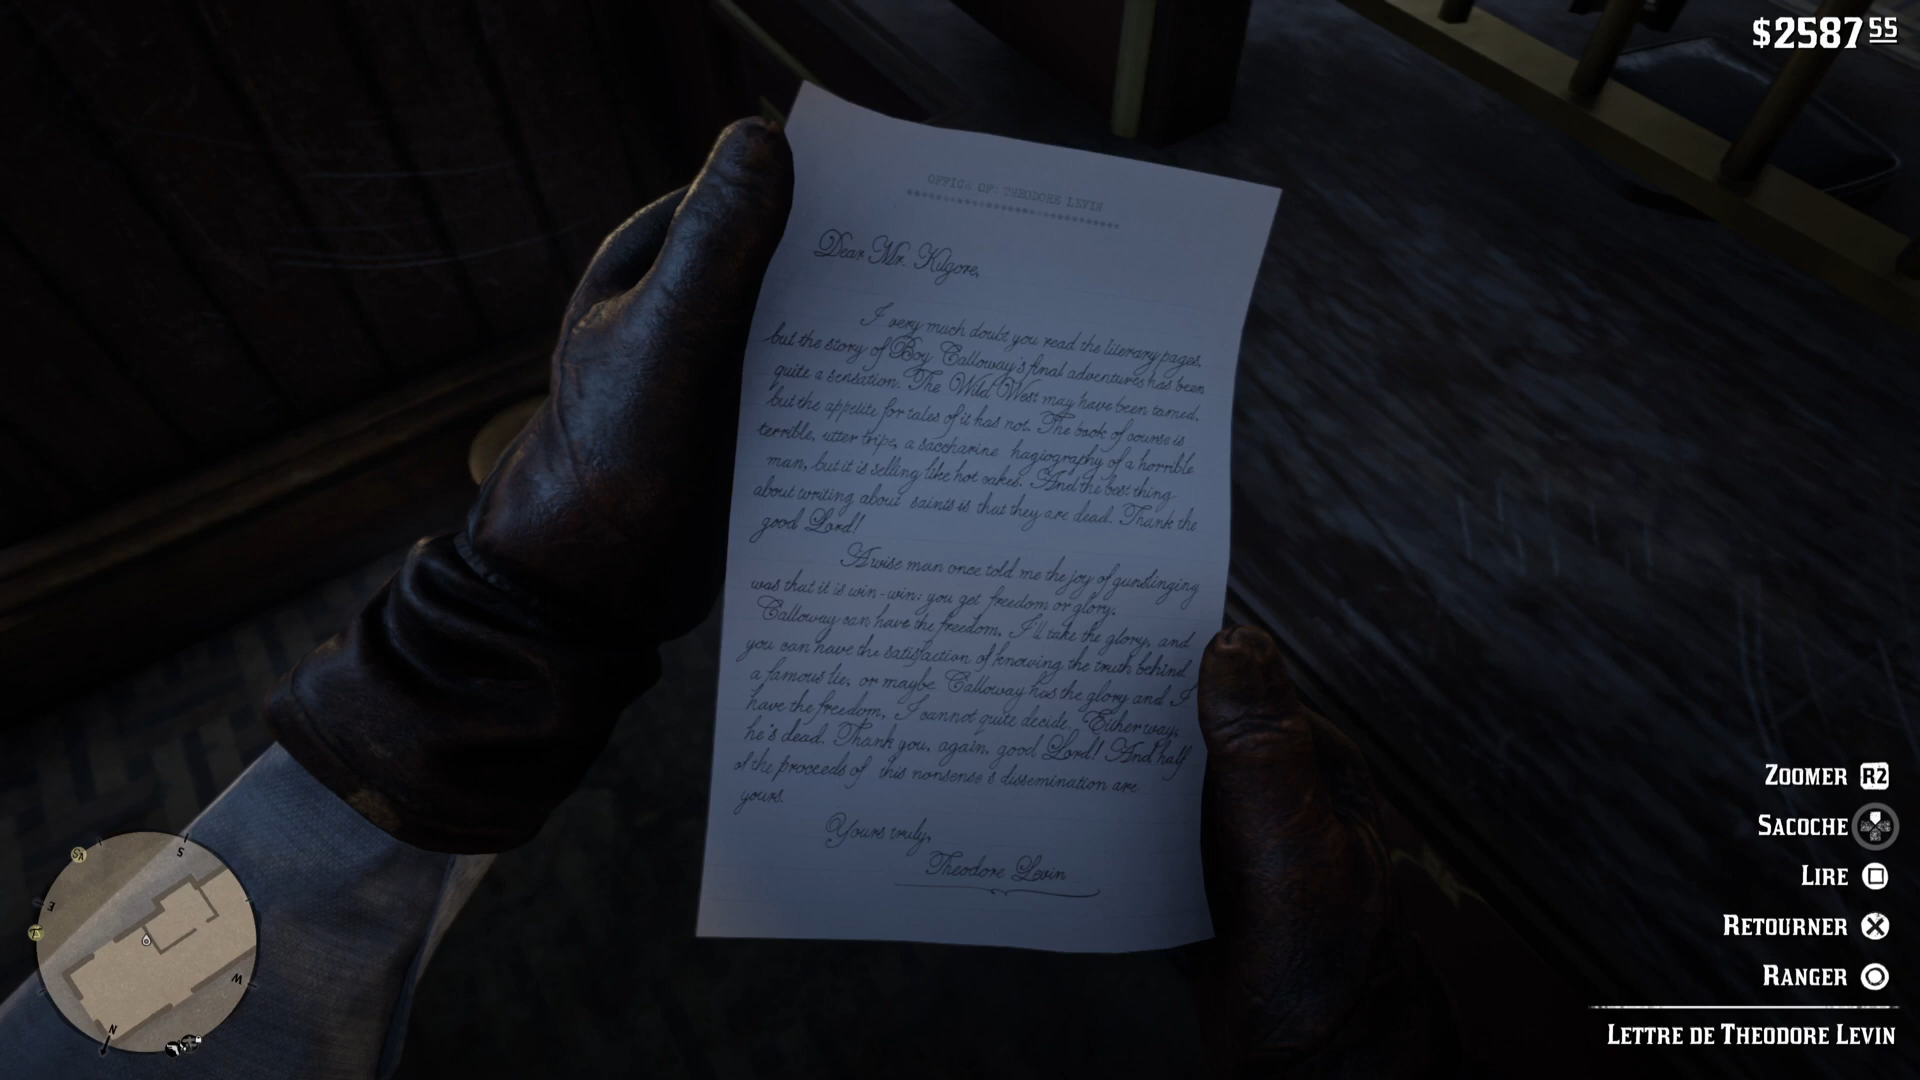 $2587 55
OFFICE OF: THEODORE LEVIN
Dear Mr. Kilgore,
I very much doubt you read the literary pages,
but the story of Boy Calloway's final adventures has been
quite a sensation. The Wild West may have been tamed,
but the appetite for tales of it has not. The book of course is
terrible, utter tripe, a saccharine hagiography of a horrible
man, but it is selling like hot cakes. And the best thing
about writing about saints is that they are dead. Thank the
good Lord!
A wise man once told me the joy of gunslinging
was that it is win-win: you get freedom or glory.
Calloway can have the freedom, I'll take the glory, and
you can have the satisfaction of knowing the truth behind
a famous lie, or maybe Calloway has the glory and I
have the freedom, I cannot quite decide. Either way,
he's dead. Thank you, again, good Lord! And half
of the proceeds of this nonsense's dissemination are
yours.
Yours truly,
Theodore Levin
ZOOMER R2
SACOCHE
LIRE
RETOURNER
RANGER
LETTRE DE THEODORE LEVIN
S
E
W
N